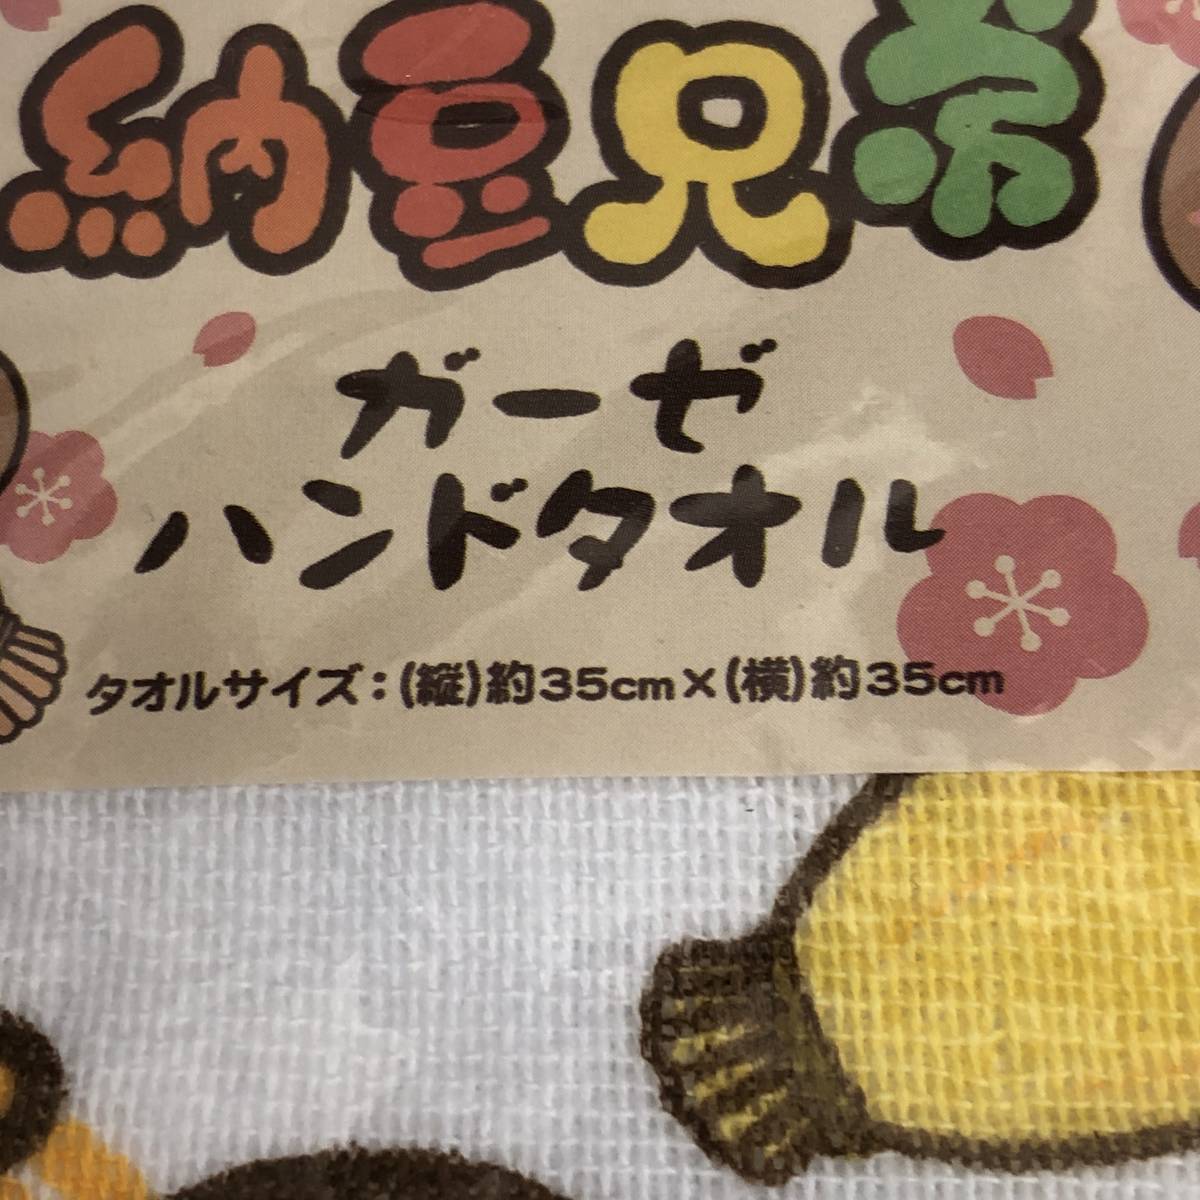 納豆兄弟
ガーゼ
ハンドタオル
タオルサイズ：(縦)約35cm×(横)約35cm